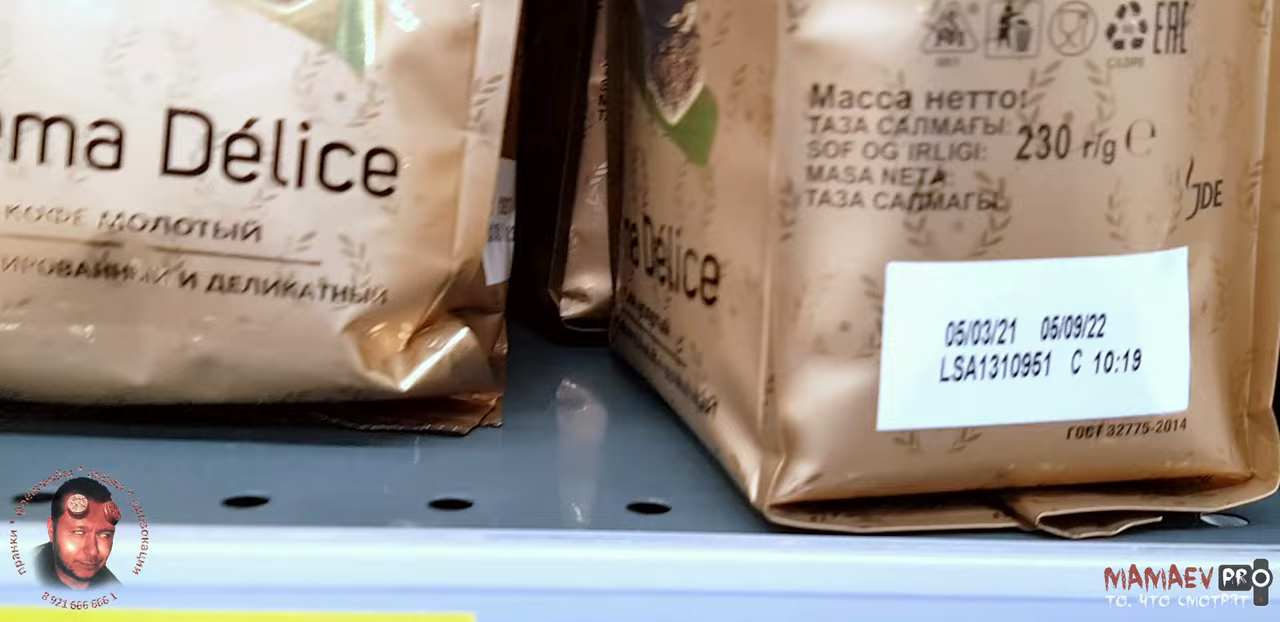 ema Délice
КОФЕ МОЛОТЫЙ
ИРОВАННЫЙ И ДЕЛИКАТНЫЙ
a Délice
EAC
Масса нетто:
ТАЗА САЛМАҒЫ:
SOF OG'IRLIGI:
MASA NETĂ:
ТАЗА САЛМАГЫ:
230 г/g ℮
JDE
05/03/21 05/09/22
LSA1310951 C 10:19
ГОСТ 32775-2014
8 921 666 666 1
MAMAEV PRO
ТО, ЧТО СМОТРЯТ